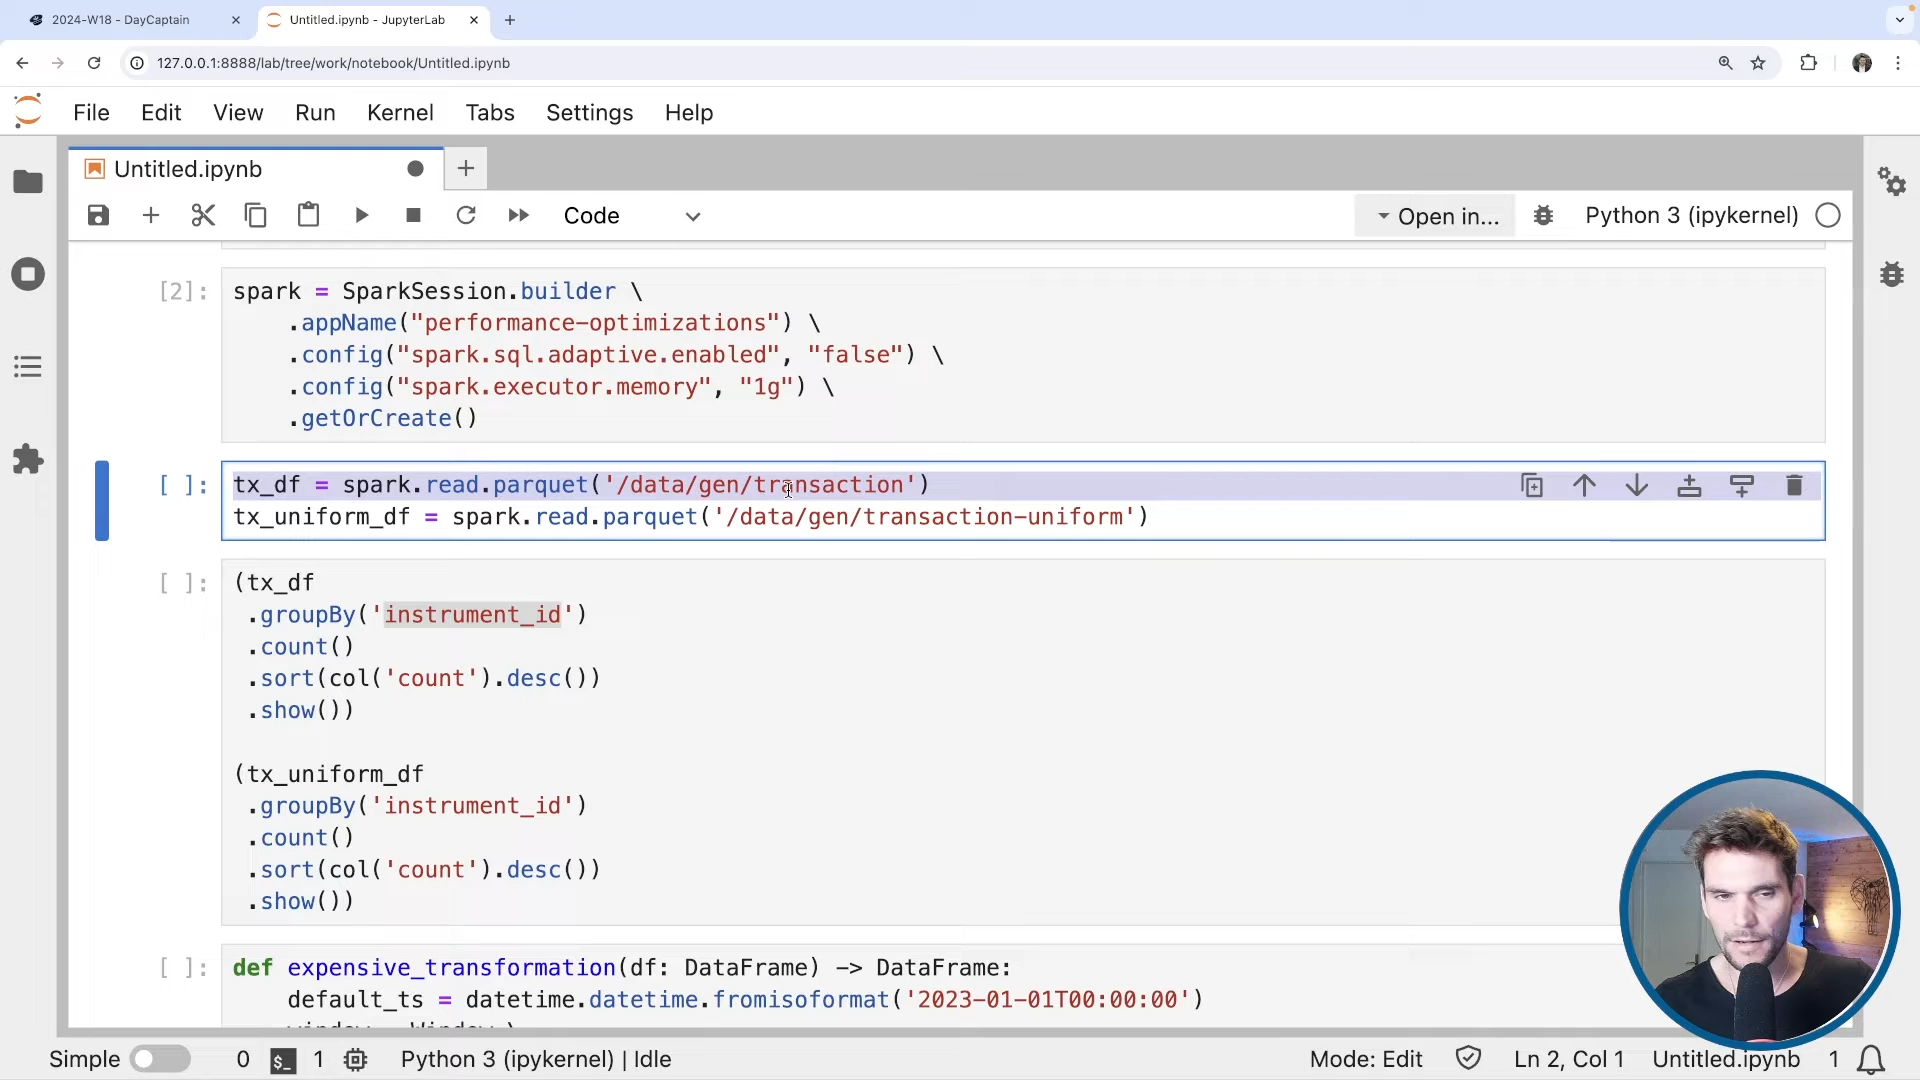 2024-W18 - DayCaptain
Untitled.ipynb - JupyterLab
127.0.0.1:8888/lab/tree/work/notebook/Untitled.ipynb
File Edit View Run Kernel Tabs Settings Help
Untitled.ipynb
Code
Open in...
Python 3 (ipykernel)
[2]:
spark = SparkSession.builder \
.appName("performance-optimizations") \
.config("spark.sql.adaptive.enabled", "false") \
.config("spark.executor.memory", "1g") \
.getOrCreate()
[ ]:
tx_df = spark.read.parquet('/data/gen/transaction')
tx_uniform_df = spark.read.parquet('/data/gen/transaction-uniform')
[ ]:
(tx_df
.groupBy('instrument_id')
.count()
.sort(col('count').desc())
.show())
(tx_uniform_df
.groupBy('instrument_id')
.count()
.sort(col('count').desc())
.show())
[ ]:
def expensive_transformation(df: DataFrame) -> DataFrame:
default_ts = datetime.datetime.fromisoformat('2023-01-01T00:00:00')
Simple 0 $_ 1 Python 3 (ipykernel) | Idle Mode: Edit Ln 2, Col 1 Untitled.ipynb 1